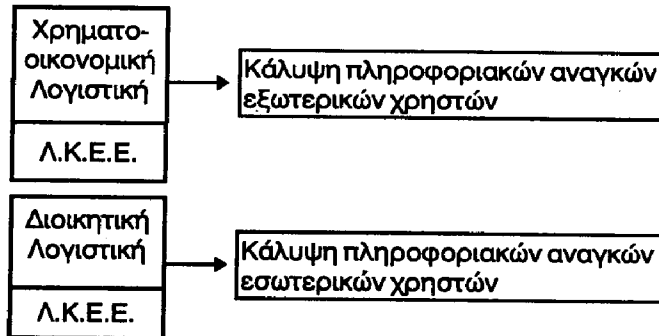 Χρηματο-
οικονομική
Λογιστική
Λ.Κ.Ε.Ε.
Κάλυψη πληροφοριακών αναγκών
εξωτερικών χρηστών
Διοικητική
Λογιστική
Λ.Κ.Ε.Ε.
Κάλυψη πληροφοριακών αναγκών
εσωτερικών χρηστών